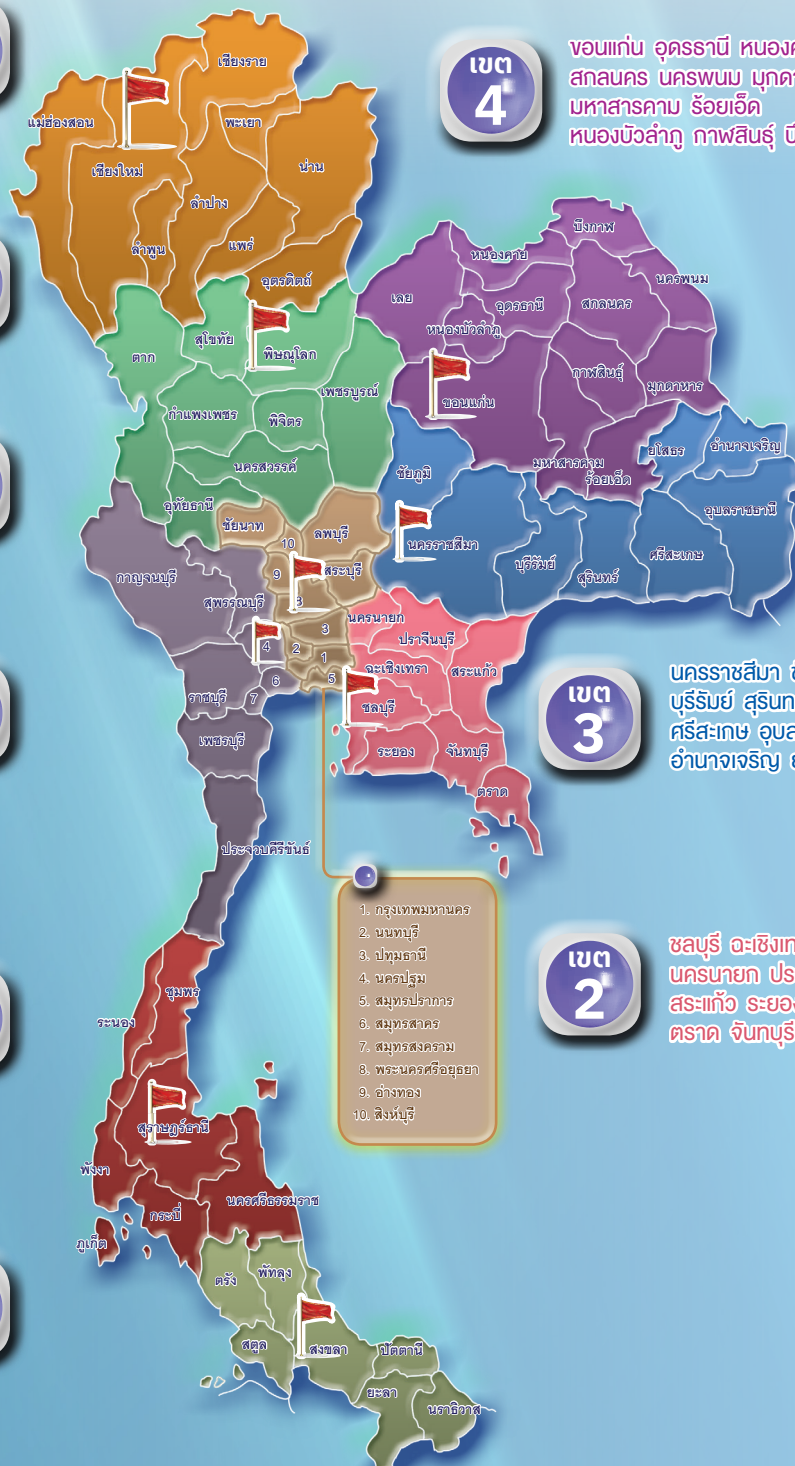 เขต
4
ขอนแก่น อุดรธานี
สกลนคร นครพนม
มหาสารคาม ร้อยเอ็ด
หนองบัวลำภู กาฬสินธุ์
เชียงราย
แม่ฮ่องสอน
พะเยา
เชียงใหม่
น่าน
ลำปาง
ลำพูน
แพร่
อุตรดิตถ์
บึงกาฬ
หนองคาย
นครพนม
เลย
อุดรธานี
สกลนคร
หนองบัวลำภู
กาฬสินธุ์
มุกดาหาร
ขอนแก่น
มหาสารคาม
ร้อยเอ็ด
ตาก
สุโขทัย
พิษณุโลก
เพชรบูรณ์
กำแพงเพชร
พิจิตร
นครสวรรค์
อุทัยธานี
ยโสธร
อำนาจเจริญ
ชัยภูมิ
อุบลราชธานี
นครราชสีมา
บุรีรัมย์
สุรินทร์
ศรีสะเกษ
ชัยนาท
ลพบุรี
10
สระบุรี
9
8
3
4
2
1
5
6
7
กาญจนบุรี
สุพรรณบุรี
ราชบุรี
เพชรบุรี
ประจวบคีรีขันธ์
นครนายก
ปราจีนบุรี
ฉะเชิงเทรา
สระแก้ว
ชลบุรี
ระยอง
จันทบุรี
ตราด
เขต
3
นครราชสีมา
บุรีรัมย์
ศรีสะเกษ
อำนาจเจริญ
1. กรุงเทพมหานคร
2. นนทบุรี
3. ปทุมธานี
4. นครปฐม
5. สมุทรปราการ
6. สมุทรสาคร
7. สมุทรสงคราม
8. พระนครศรีอยุธยา
9. อ่างทอง
10. สิงห์บุรี
เขต
2
ชลบุรี
นครนายก
สระแก้ว
ตราด จันทบุรี
ชุมพร
ระนอง
สุราษฎร์ธานี
พังงา
นครศรีธรรมราช
กระบี่
ภูเก็ต
ตรัง
พัทลุง
สตูล
สงขลา
ปัตตานี
ยะลา
นราธิวาส